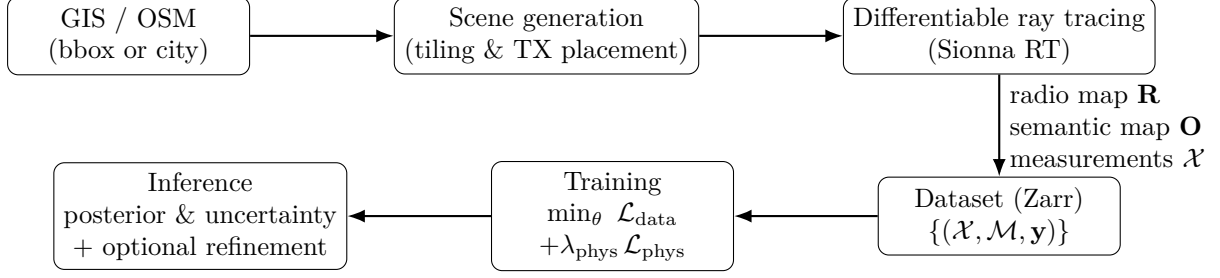 GIS / OSM
(bbox or city)
Scene generation
(tiling & TX placement)
Differentiable ray tracing
(Sionna RT)
radio map R
semantic map O
measurements 𝒳
Dataset (Zarr)
{(𝒳, ℳ, y)}
Training
min_θ ℒ_data
+λ_phys ℒ_phys
Inference
posterior & uncertainty
+ optional refinement